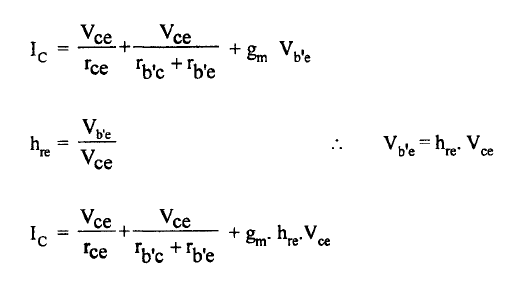 I_C = V_ce / r_ce + V_ce / (r_b'c + r_b'e) + g_m V_b'e
h_re = V_b'e / V_ce ∴ V_b'e = h_re. V_ce
I_C = V_ce / r_ce + V_ce / (r_b'c + r_b'e) + g_m. h_re.V_ce